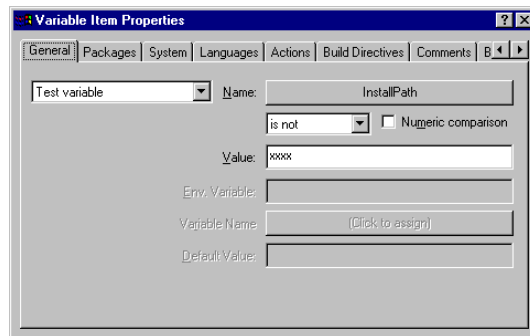 Variable Item Properties
General Packages System Languages Actions Build Directives Comments B
Test variable Name: InstallPath
is not Numeric comparison
Value: xxxx
Env. Variable:
Variable Name (Click to assign)
Default Value: